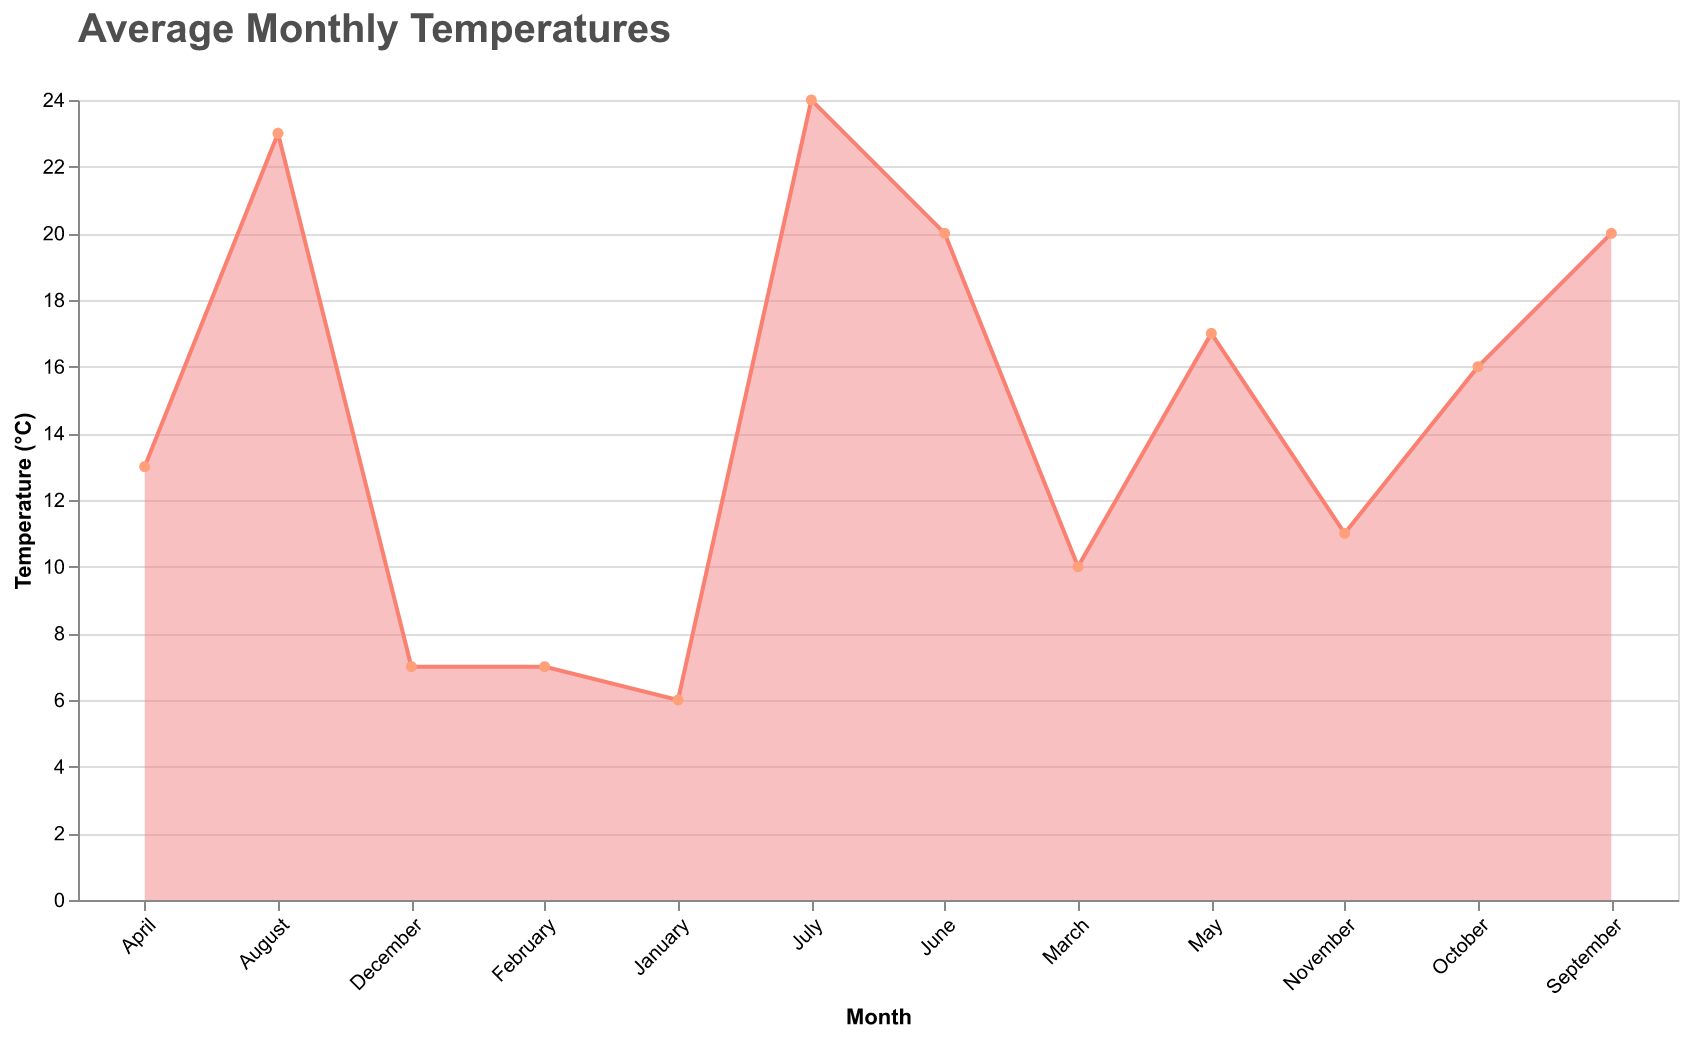 Average Monthly Temperatures
24
22
20
18
16
14
12
10
8
6
4
2
0
Temperature (°C)
April
August
December
February
January
July
June
March
May
November
October
September
Month